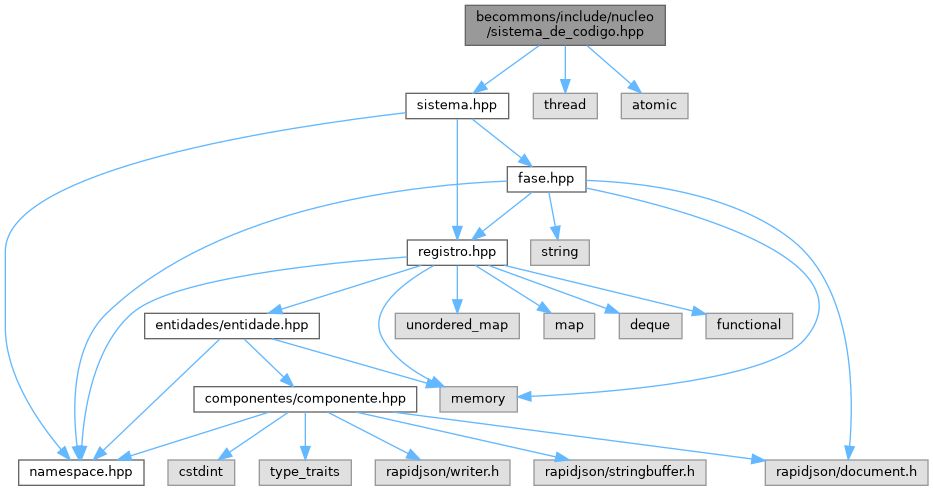 becommons/include/nucleo
/sistema_de_codigo.hpp
sistema.hpp
thread
atomic
fase.hpp
registro.hpp
string
entidades/entidade.hpp
unordered_map
map
deque
functional
componentes/componente.hpp
memory
namespace.hpp
cstdint
type_traits
rapidjson/writer.h
rapidjson/stringbuffer.h
rapidjson/document.h